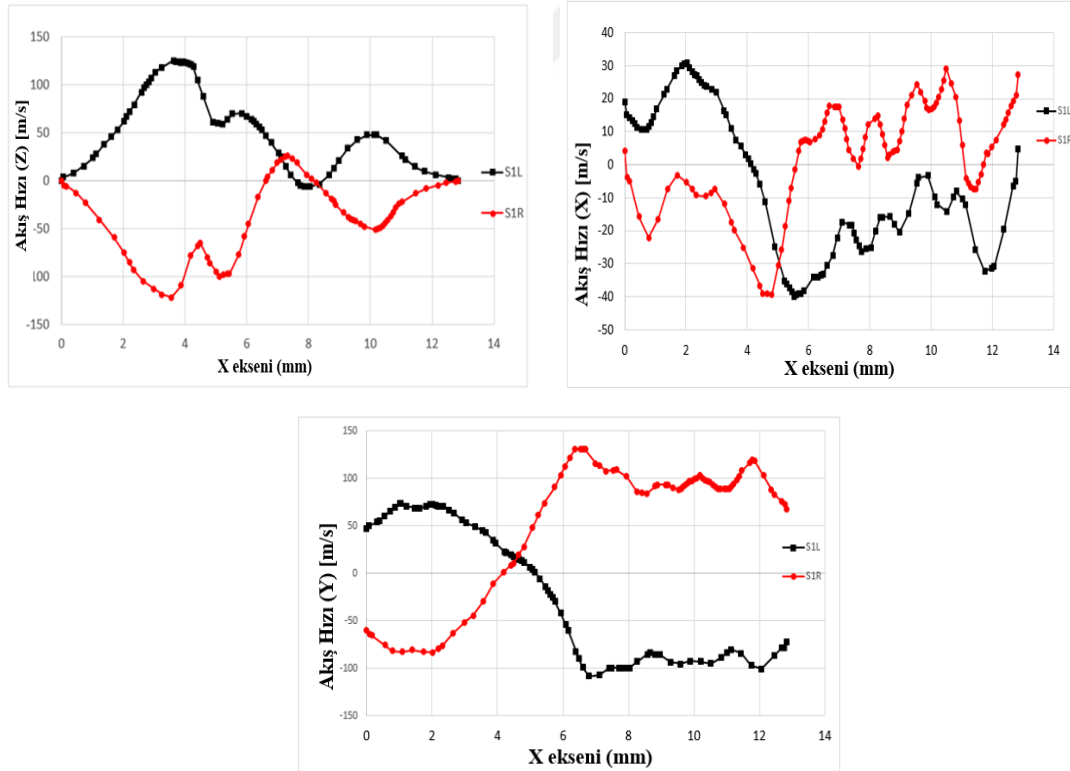 Akış Hızı (Z) [m/s]
150
100
50
0
-50
100
-150
0 2 4 6 8 10 12 14
X ekseni (mm)
S1L
S1R
Akış Hızı (X) [m/s]
40
30
20
10
0
-10
-20
-30
-40
-50
0 2 4 6 8 10 12 14
X ekseni (mm)
S1L
S1R
Akış Hızı (Y) [m/s]
150
100
50
0
-50
-100
-150
0 2 4 6 8 10 12 14
X ekseni (mm)
S1L
S1R